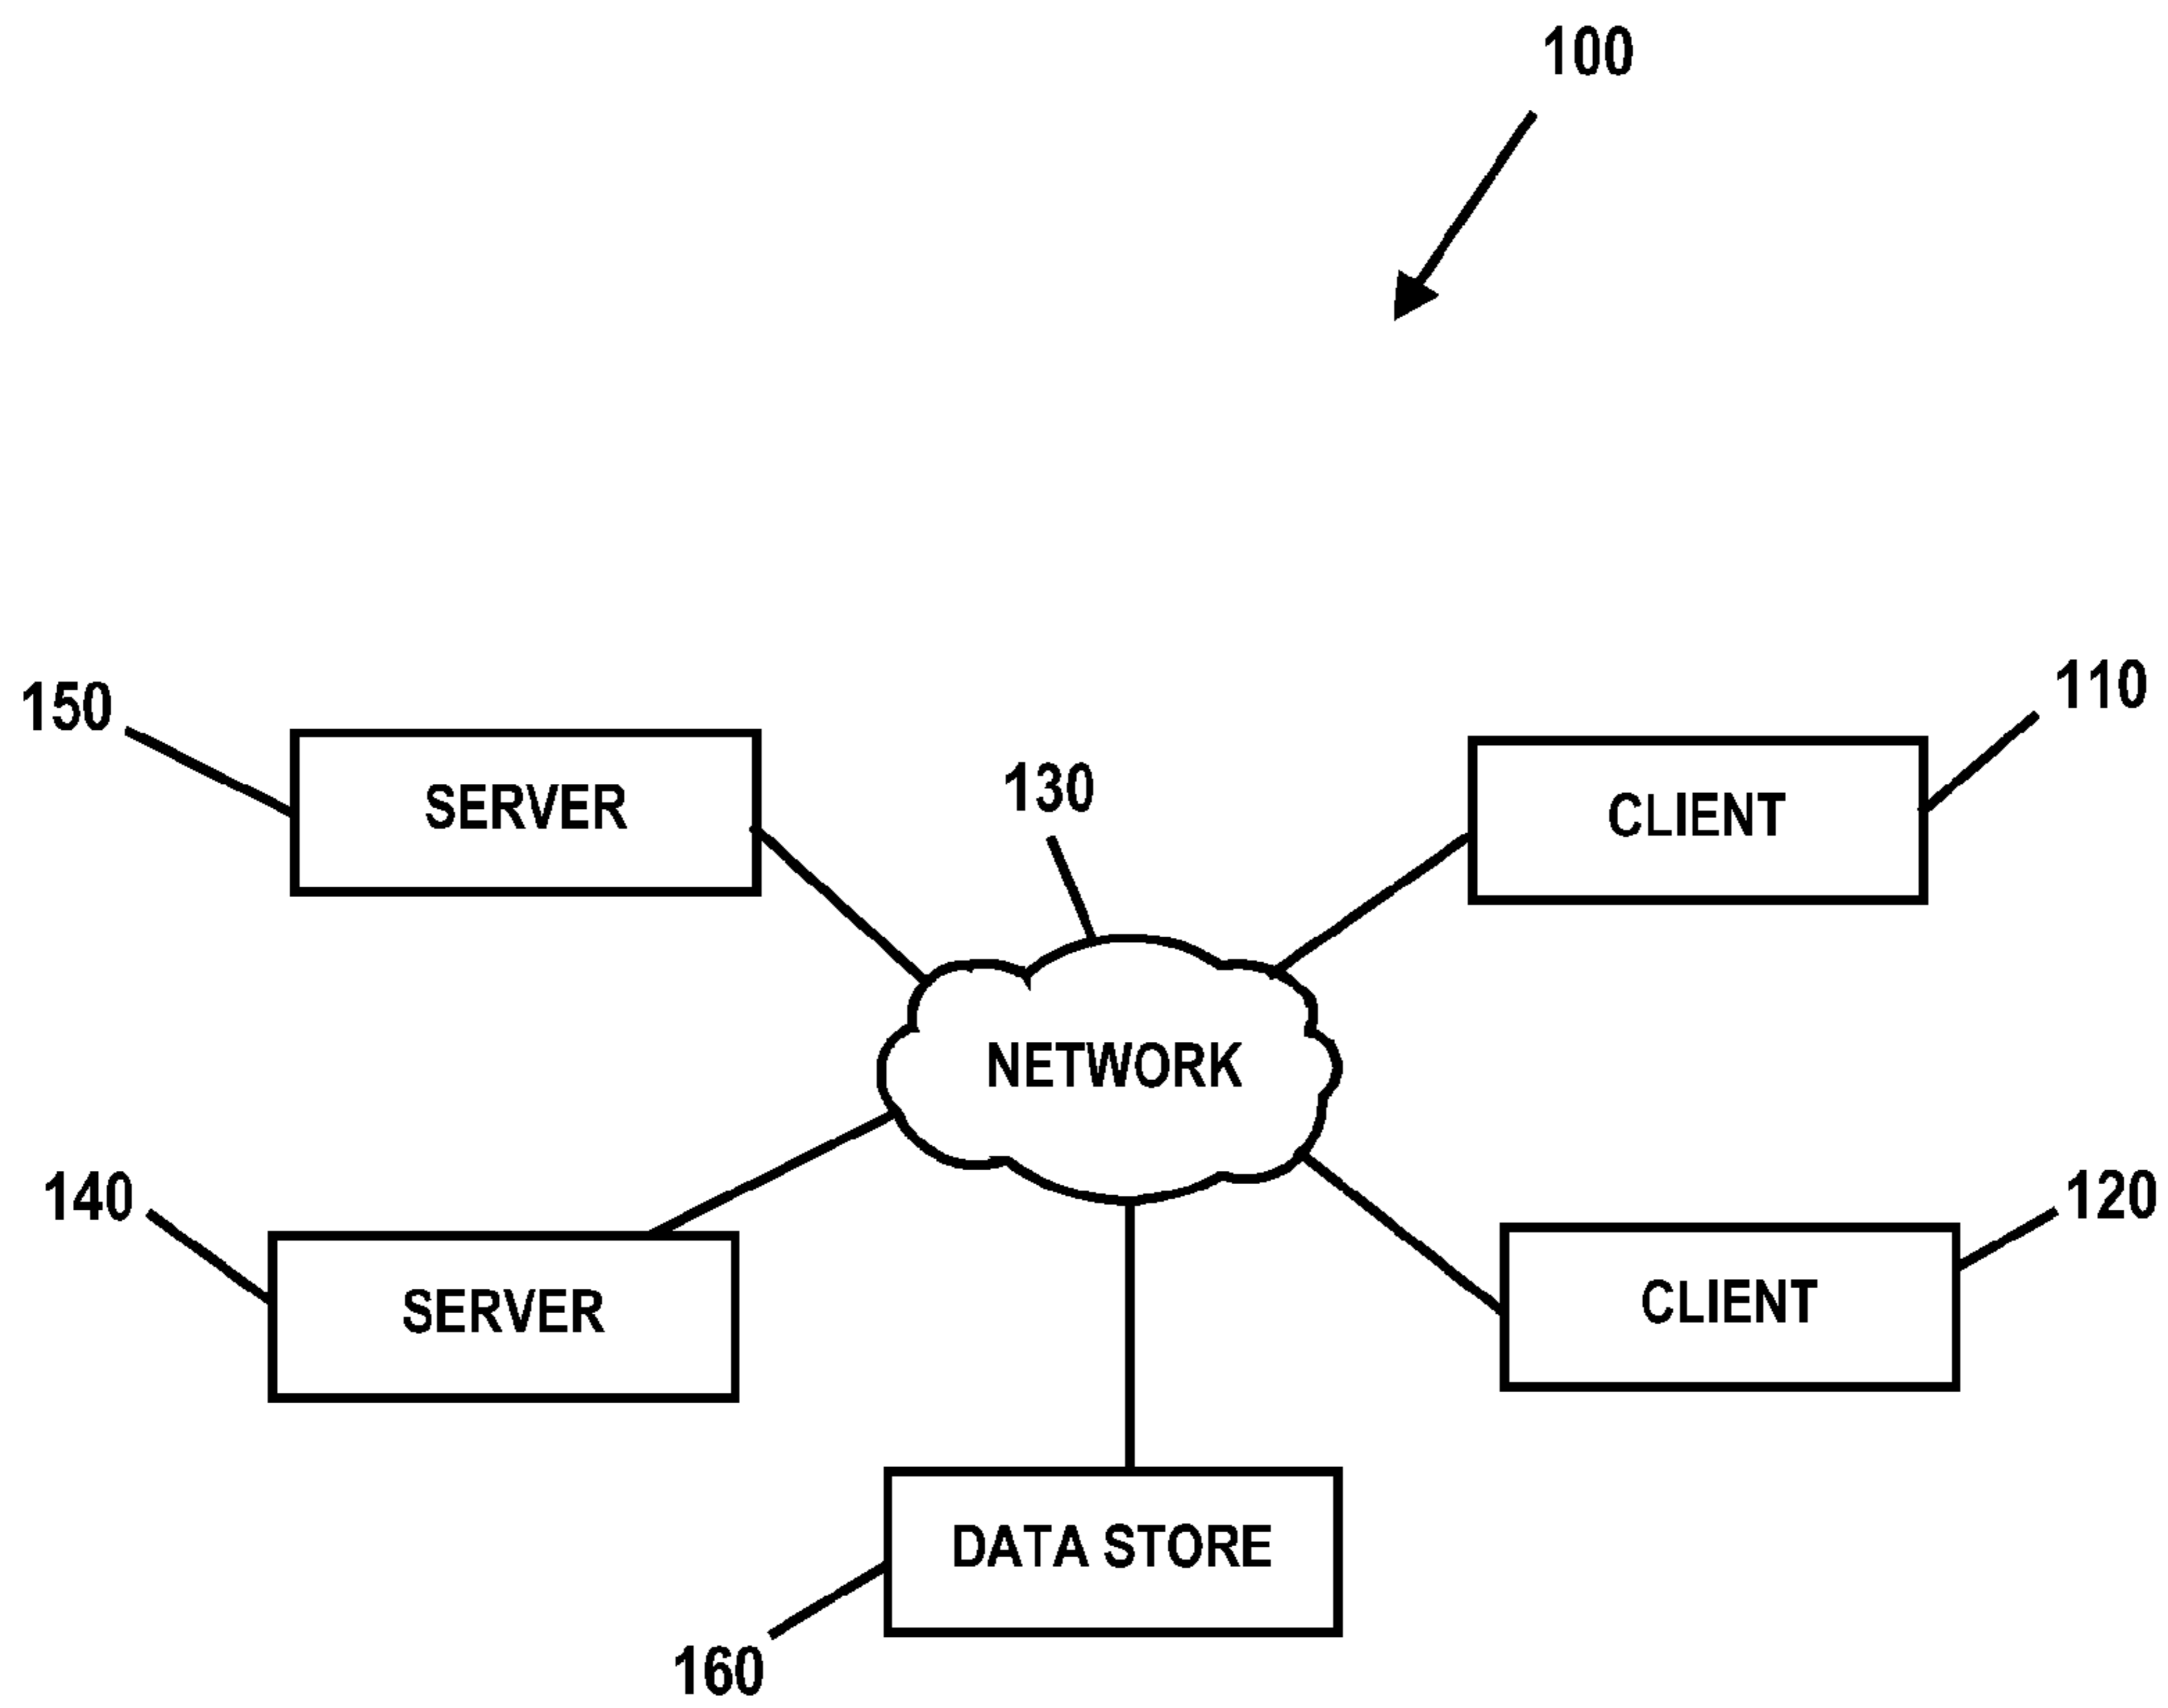 100
150
110
SERVER
130
CLIENT
NETWORK
140
120
SERVER
CLIENT
DATA STORE
160